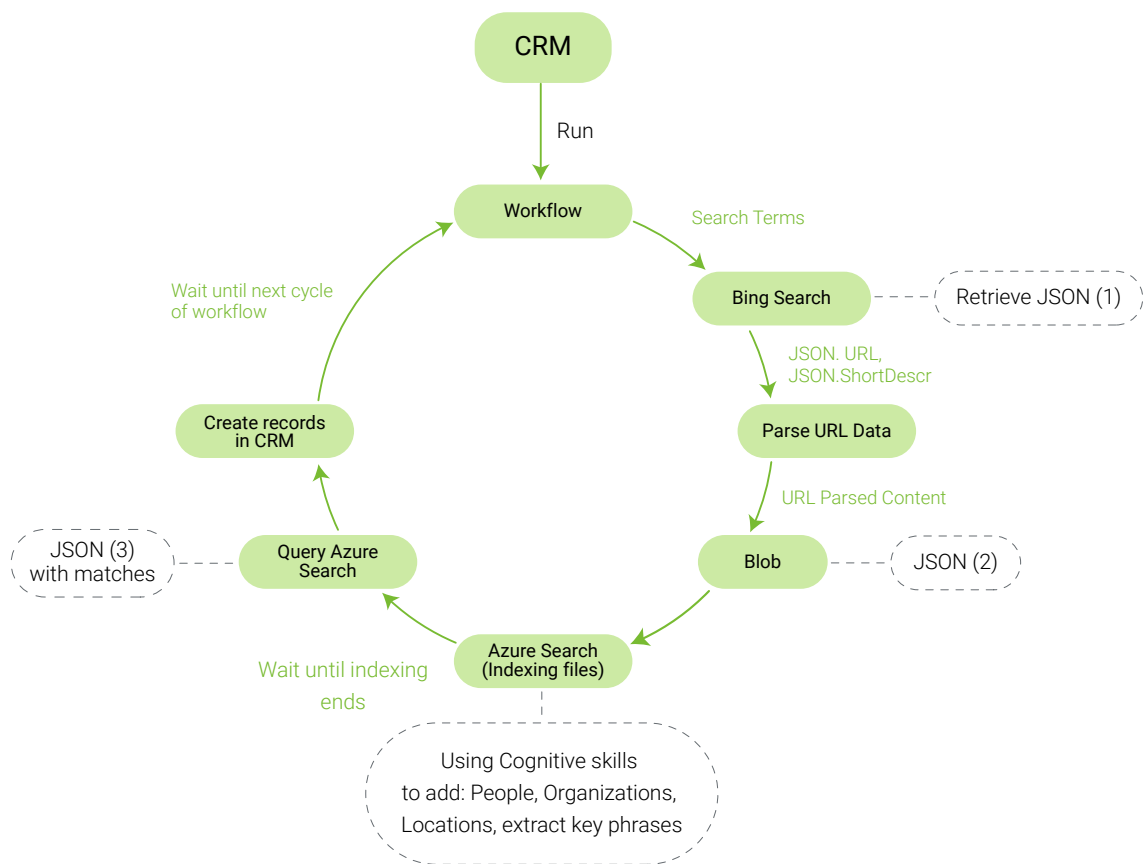 CRM
Run
Workflow
Search Terms
Bing Search
Retrieve JSON (1)
JSON. URL,
JSON.ShortDescr
Parse URL Data
URL Parsed Content
Blob
JSON (2)
Azure Search
(Indexing files)
Using Cognitive skills
to add: People, Organizations,
Locations, extract key phrases
Wait until indexing
ends
Query Azure
Search
JSON (3)
with matches
Create records
in CRM
Wait until next cycle
of workflow